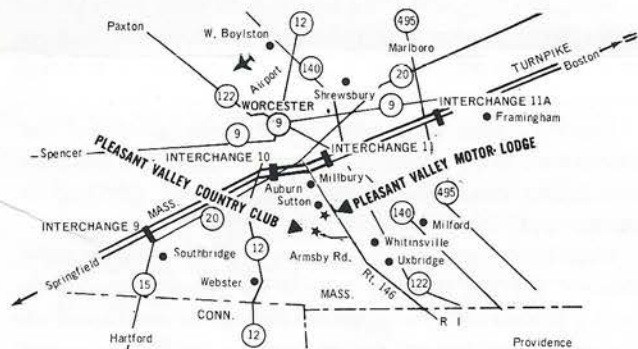 Paxton
W. Boylston
12
495
Marlboro
TURNPIKE
Boston
Airport
140
20
Shrewsbury
122
WORCESTER
9
9
INTERCHANGE 11A
Framingham
9
Spencer
INTERCHANGE 10
INTERCHANGE 11
PLEASANT VALLEY COUNTRY CLUB
PLEASANT VALLEY MOTOR-LODGE
Millbury
Auburn
Sutton
MASS.
INTERCHANGE 9
20
495
140
Milford
12
Southbridge
Armsby Rd.
Whitinsville
Uxbridge
Springfield
15
Webster
Rt. 146
122
MASS.
CONN.
R I
Hartford
12
Providence